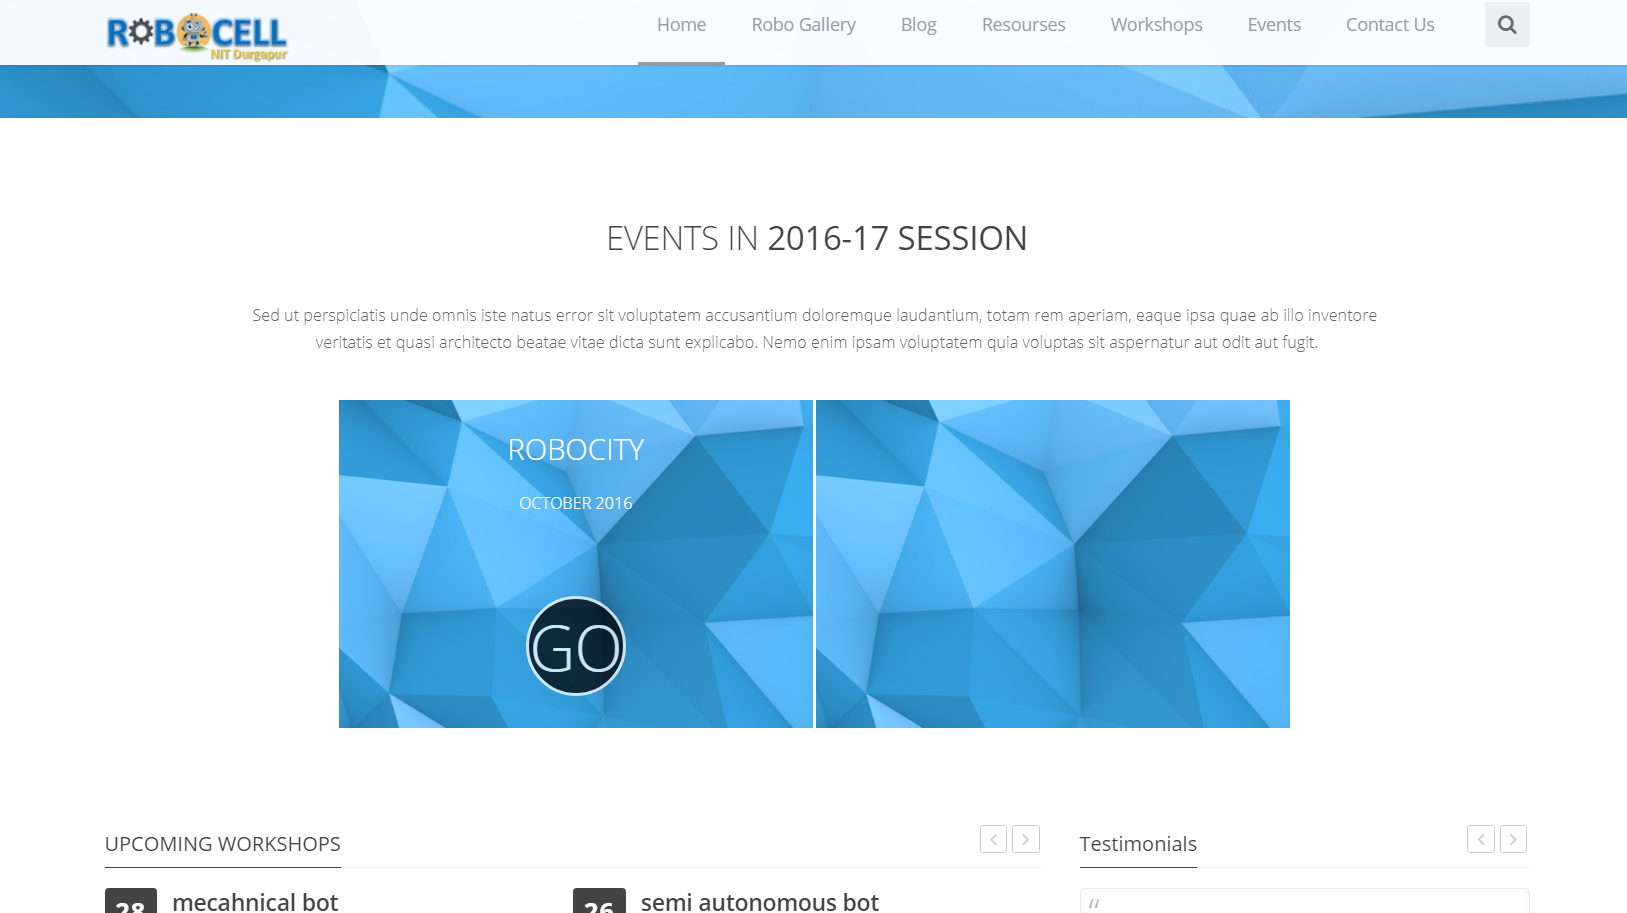 ROBOCELL
NIT Durgapur
Home Robo Gallery Blog Resourses Workshops Events Contact Us
EVENTS IN 2016-17 SESSION
Sed ut perspiciatis unde omnis iste natus error sit voluptatem accusantium doloremque laudantium, totam rem aperiam, eaque ipsa quae ab illo inventore
veritatis et quasi architecto beatae vitae dicta sunt explicabo. Nemo enim ipsam voluptatem quia voluptas sit aspernatur aut odit aut fugit.
ROBOCITY
OCTOBER 2016
GO
UPCOMING WORKSHOPS
Testimonials
28 mecahnical bot
26 semi autonomous bot
“